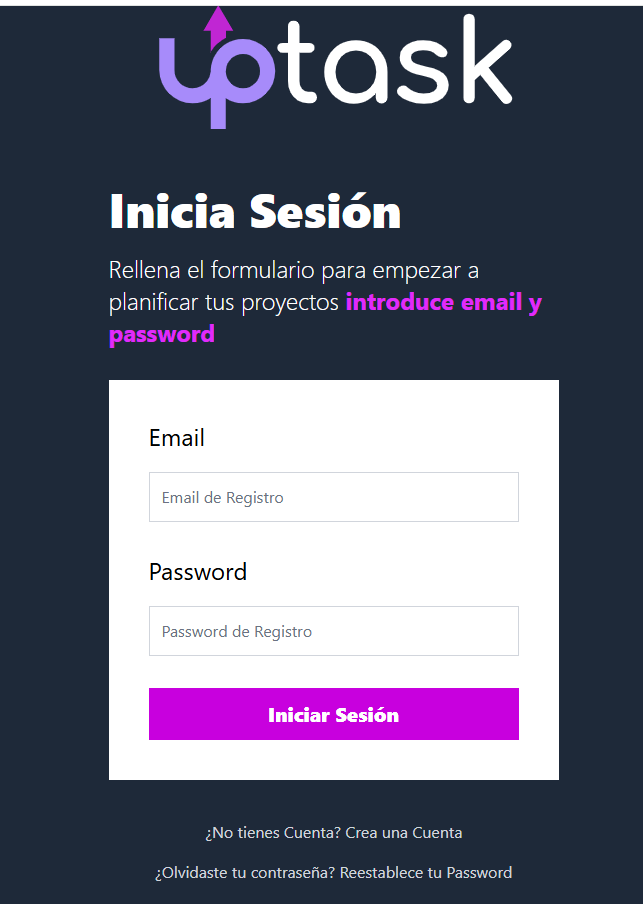 uptask
Inicia Sesión
Rellena el formulario para empezar a
planificar tus proyectos introduce email y
password
Email
Email de Registro
Password
Password de Registro
Iniciar Sesión
¿No tienes Cuenta? Crea una Cuenta
¿Olvidaste tu contraseña? Reestablece tu Password